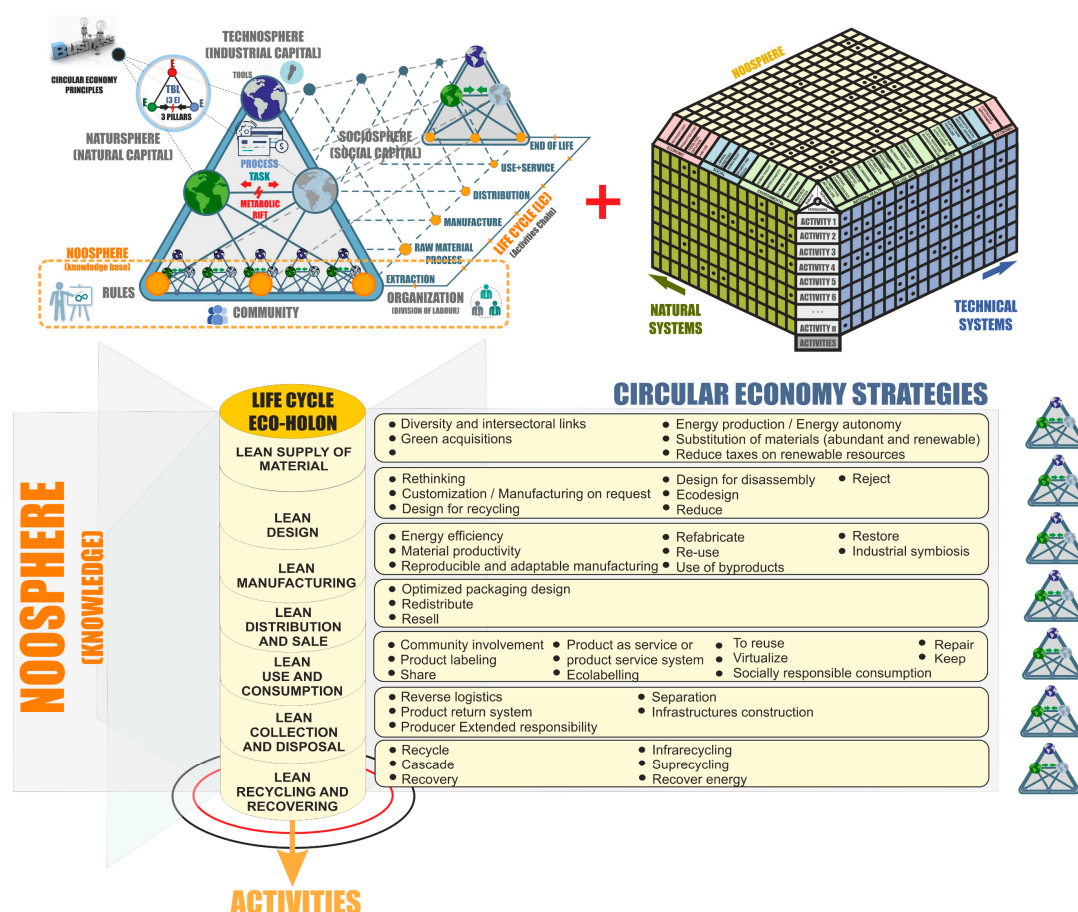 BUSINESS
CIRCULAR ECONOMY
PRINCIPLES
E
TBL
(3 E)
E
E
3 PILLARS
TECHNOSPHERE
(INDUSTRIAL CAPITAL)
TOOLS
NATURSPHERE
(NATURAL CAPITAL)
SOCIOSPHERE
(SOCIAL CAPITAL)
PROCESS
TASK
METABOLIC
RIFT
END OF LIFE
USE+SERVICE
DISTRIBUTION
MANUFACTURE
RAW MATERIAL
PROCESS
EXTRACTION
LIFE CYCLE (LC)
(Activities Chain)
NOOSPHERE
(knowledge base)
RULES
COMMUNITY
ORGANIZATION
(DIVISION OF LABOUR)
+
NOOSPHERE
ACTIVITY 1
ACTIVITY 2
ACTIVITY 3
ACTIVITY 4
ACTIVITY 5
ACTIVITY 6
...
ACTIVITY n
ACTIVITIES
NATURAL
SYSTEMS
TECHNICAL
SYSTEMS
CIRCULAR ECONOMY STRATEGIES
NOOSPHERE
(KNOWLEDGE)
LIFE CYCLE
ECO-HOLON
LEAN SUPPLY OF
MATERIAL
• Diversity and intersectoral links
• Green acquisitions
•
• Energy production / Energy autonomy
• Substitution of materials (abundant and renewable)
• Reduce taxes on renewable resources
LEAN
DESIGN
• Rethinking
• Customization / Manufacturing on request
• Design for recycling
• Design for disassembly
• Ecodesign
• Reduce
• Reject
LEAN
MANUFACTURING
• Energy efficiency
• Material productivity
• Reproducible and adaptable manufacturing
• Refabricate
• Re-use
• Use of byproducts
• Restore
• Industrial symbiosis
LEAN
DISTRIBUTION
AND SALE
• Optimized packaging design
• Redistribute
• Resell
LEAN
USE AND
CONSUMPTION
• Community involvement
• Product labeling
• Share
• Product as service or
• product service system
• Ecolabelling
• To reuse
• Virtualize
• Socially responsible consumption
• Repair
• Keep
LEAN
COLLECTION
AND DISPOSAL
• Reverse logistics
• Product return system
• Producer Extended responsibility
• Separation
• Infrastructures construction
LEAN
RECYCLING AND
RECOVERING
• Recycle
• Cascade
• Recovery
• Infrarecycling
• Suprecycling
• Recover energy
ACTIVITIES